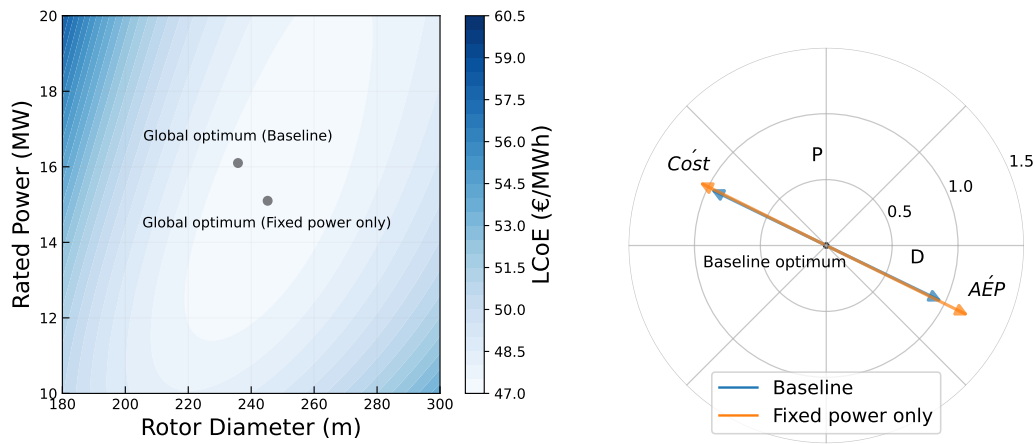 20
18
16
14
12
10
Rated Power (MW)
Global optimum (Baseline)
Global optimum (Fixed power only)
180
200
220
240
260
280
300
Rotor Diameter (m)
60.5
59.0
57.5
56.0
54.5
53.0
51.5
50.0
48.5
47.0
LCoE (€/MWh)
P
Cośt
1.5
1.0
0.5
D
Baseline optimum
AÉP
Baseline
Fixed power only